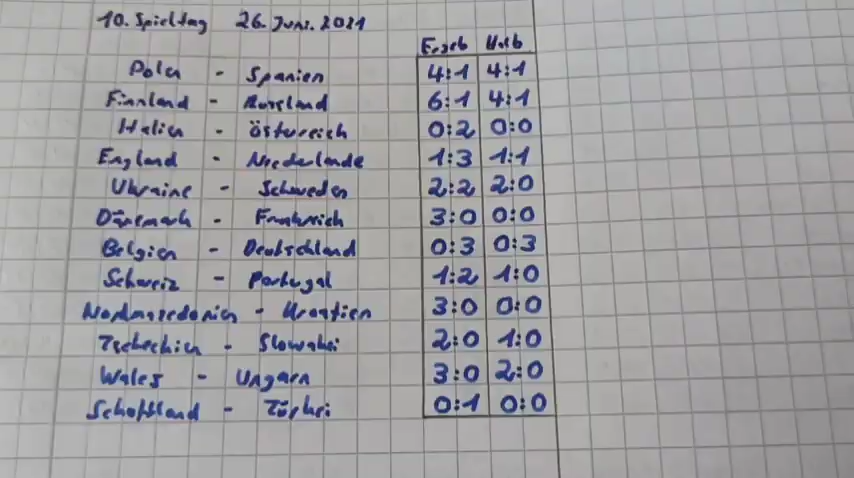 10. Spieltag 26. Juni. 2021
Ergeb Halb
Polen - Spanien 4:1 4:1
Finnland - Russland 6:1 4:1
Italien - Österreich 0:2 0:0
England - Niederlande 1:3 1:1
Ukraine - Schweden 2:2 2:0
Dänemark - Frankreich 3:0 0:0
Belgien - Deutschland 0:3 0:3
Schweiz - Portugal 1:2 1:0
Nordmazedonien - Kroatien 3:0 0:0
Tschechien - Slowakei 2:0 1:0
Wales - Ungarn 3:0 2:0
Schottland - Türkei 0:1 0:0